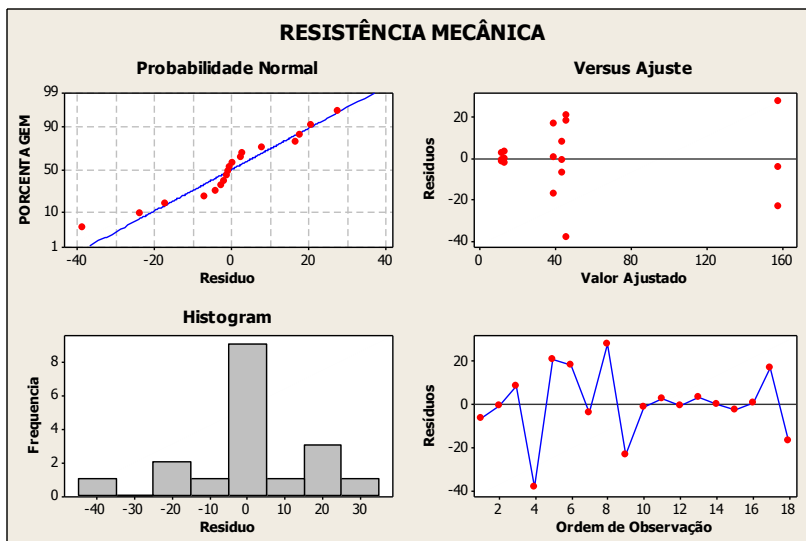 RESISTÊNCIA MECÂNICA
Probabilidade Normal
PORCENTAGEM
99
90
50
10
1
-40 -20 0 20 40
Residuo
Versus Ajuste
Resíduos
20
0
-20
-40
0 40 80 120 160
Valor Ajustado
Histogram
Frequencia
8
6
4
2
0
-40 -30 -20 -10 0 10 20 30
Residuo
Resíduos
20
0
-20
-40
2 4 6 8 10 12 14 16 18
Ordem de Observação